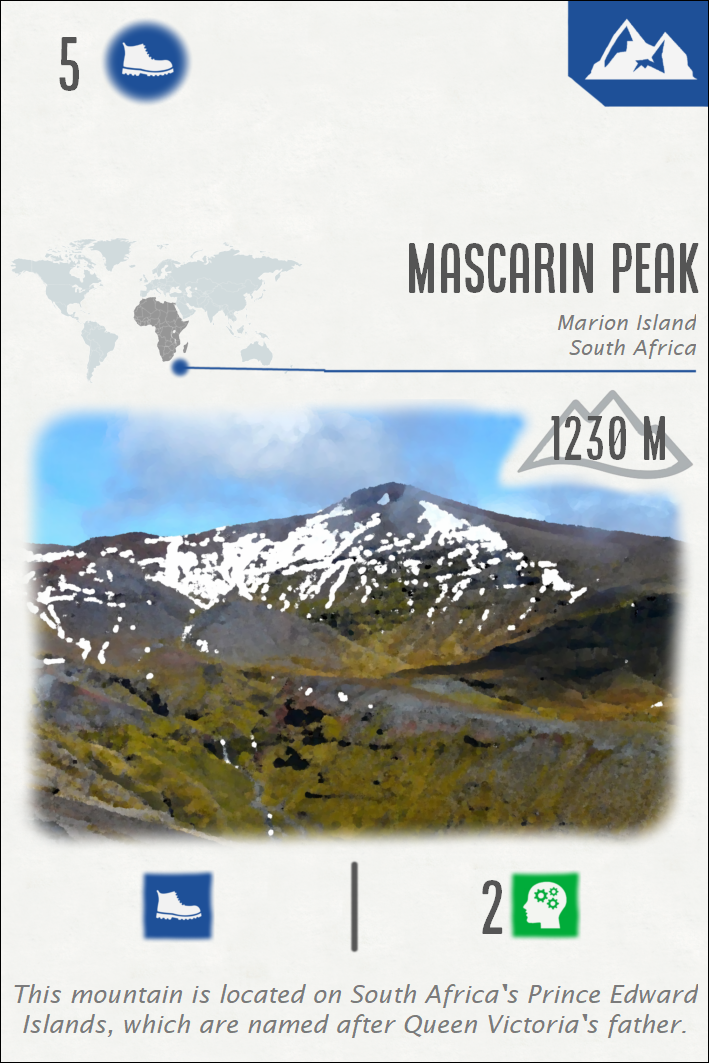 5
MASCARIN PEAK
Marion Island
South Africa
1230 M
2
This mountain is located on South Africa's Prince Edward
Islands, which are named after Queen Victoria's father.